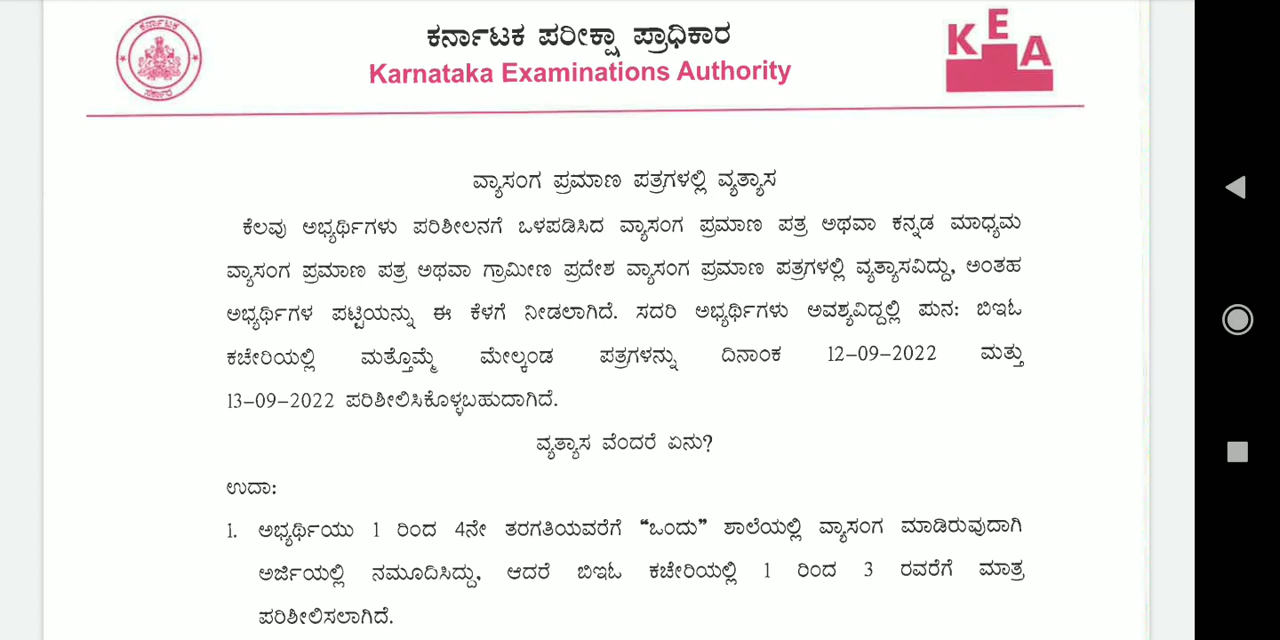 ಕರ್ನಾಟಕ
ಸರ್ಕಾರ
ಕರ್ನಾಟಕ ಪರೀಕ್ಷಾ ಪ್ರಾಧಿಕಾರ
Karnataka Examinations Authority
KEA
ವ್ಯಾಸಂಗ ಪ್ರಮಾಣ ಪತ್ರಗಳಲ್ಲಿ ವ್ಯತ್ಯಾಸ
ಕೆಲವು ಅಭ್ಯರ್ಥಿಗಳು ಪರಿಶೀಲನಗೆ ಒಳಪಡಿಸಿದ ವ್ಯಾಸಂಗ ಪ್ರಮಾಣ ಪತ್ರ ಅಥವಾ ಕನ್ನಡ ಮಾಧ್ಯಮ
ವ್ಯಾಸಂಗ ಪ್ರಮಾಣ ಪತ್ರ ಅಥವಾ ಗ್ರಾಮೀಣ ಪ್ರದೇಶ ವ್ಯಾಸಂಗ ಪ್ರಮಾಣ ಪತ್ರಗಳಲ್ಲಿ ವ್ಯತ್ಯಾಸವಿದ್ದು, ಅಂತಹ
ಅಭ್ಯರ್ಥಿಗಳ ಪಟ್ಟಿಯನ್ನು ಈ ಕೆಳಗೆ ನೀಡಲಾಗಿದೆ. ಸದರಿ ಅಭ್ಯರ್ಥಿಗಳು ಅವಶ್ಯವಿದ್ದಲ್ಲಿ ಪುನ: ಬಿಇಓ
ಕಚೇರಿಯಲ್ಲಿ ಮತ್ತೊಮ್ಮೆ ಮೇಲ್ಕಂಡ ಪತ್ರಗಳನ್ನು ದಿನಾಂಕ 12-09-2022 ಮತ್ತು
13-09-2022 ಪರಿಶೀಲಿಸಿಕೊಳ್ಳಬಹುದಾಗಿದೆ.
ವ್ಯತ್ಯಾಸ ವೆಂದರೆ ಏನು?
ಉದಾ:
1. ಅಭ್ಯರ್ಥಿಯು 1 ರಿಂದ 4ನೇ ತರಗತಿಯವರೆಗೆ “ಒಂದು” ಶಾಲೆಯಲ್ಲಿ ವ್ಯಾಸಂಗ ಮಾಡಿರುವುದಾಗಿ
ಅರ್ಜಿಯಲ್ಲಿ ನಮೂದಿಸಿದ್ದು, ಆದರೆ ಬಿಇಓ ಕಚೇರಿಯಲ್ಲಿ 1 ರಿಂದ 3 ರವರೆಗೆ ಮಾತ್ರ
ಪರಿಶೀಲಿಸಲಾಗಿದೆ.